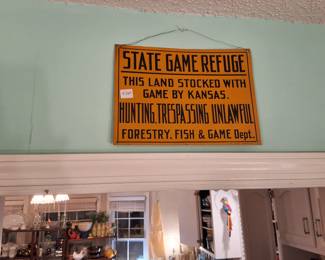 STATE GAME REFUGE
THIS LAND STOCKED WITH
GAME BY KANSAS.
HUNTING, TRESPASSING UNLAWFUL
FORESTRY, FISH & GAME Dept.